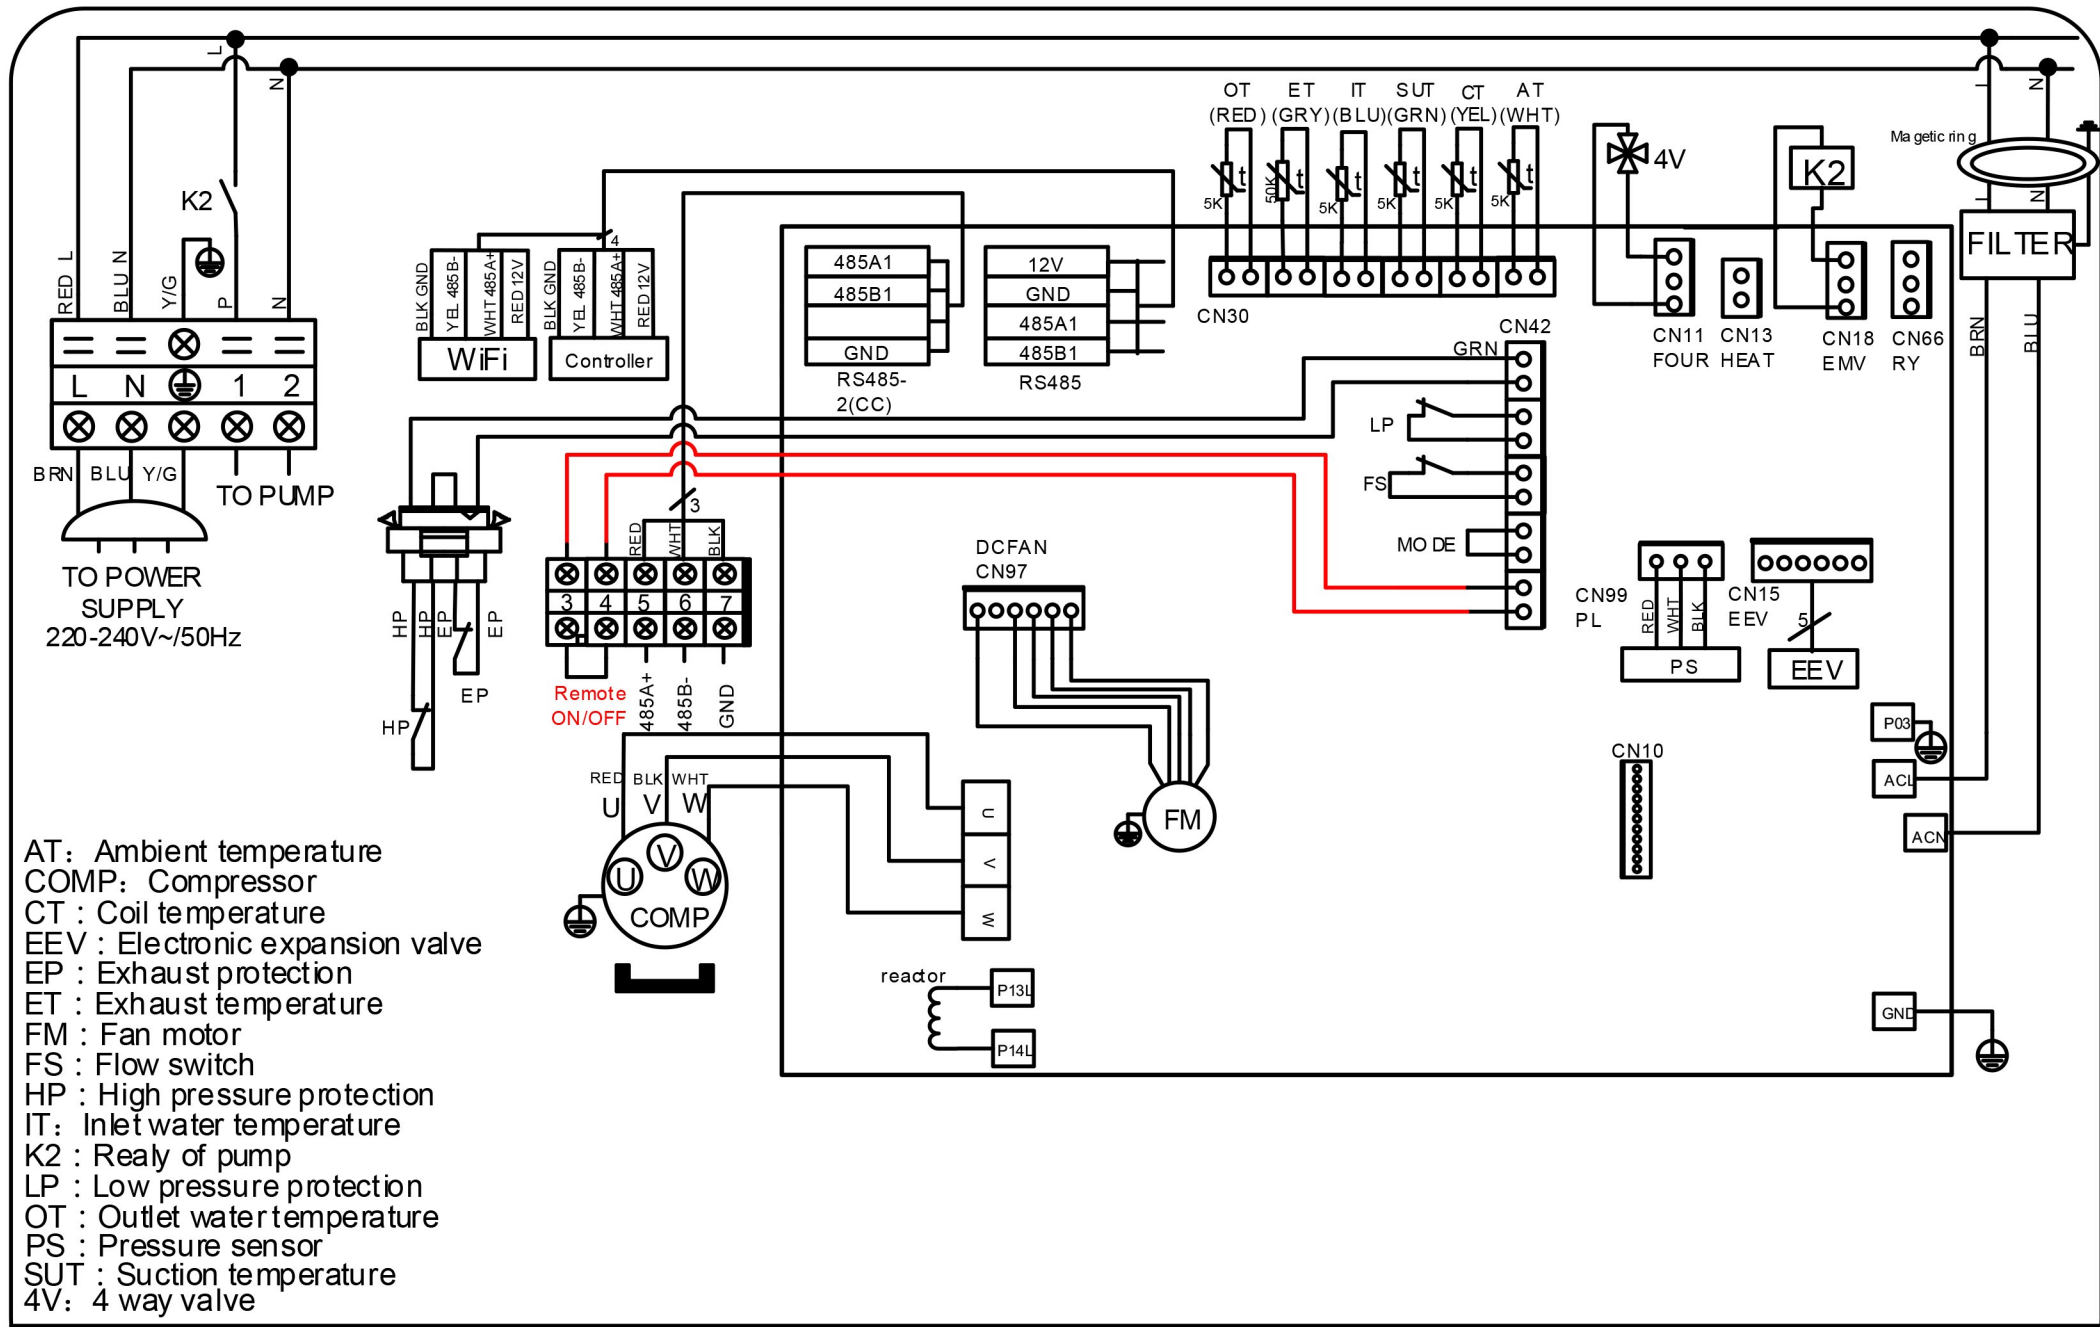 L
N
K2
RED L
BLU N
Y/G
P
N
L N 1 2
BRN BLU Y/G
TO PUMP
TO POWER
SUPPLY
220-240V~/50Hz
BLK GND
YEL 485B-
WHT 485A+
RED 12V
WiFi
BLK GND
YEL 485B-
WHT 485A+
RED 12V
Controller
4
485A1
485B1
GND
RS485-
2(CC)
12V
GND
485A1
485B1
RS485
OT ET IT SUT CT AT
(RED) (GRY) (BLU) (GRN) (YEL) (WHT)
t t t t t t
5K 50K 5K 5K 5K 5K
CN30
4V
K2
CN11
FOUR
CN13
HEAT
CN18
EMV
CN66
RY
L
N
Magetic ring
L
N
FILTER
BRN
BLU
CN42
GRN
LP
FS
MODE
HP
HP
EP
EP
EP
HP
3
RED
WHT
BLK
3 4 5 6 7
Remote
ON/OFF
485A+
485B-
GND
DCFAN
CN97
FM
CN99
PL
RED
WHT
BLK
PS
CN15
EEV
5
EEV
P03
ACL
ACN
CN10
GND
RED BLK WHT
U V W
U V W
COMP
U
V
W
reactor
P13L
P14L
AT: Ambient temperature
COMP: Compressor
CT : Coil temperature
EEV : Electronic expansion valve
EP : Exhaust protection
ET : Exhaust temperature
FM : Fan motor
FS : Flow switch
HP : High pressure protection
IT: Inlet water temperature
K2 : Realy of pump
LP : Low pressure protection
OT : Outlet water temperature
PS : Pressure sensor
SUT : Suction temperature
4V: 4 way valve